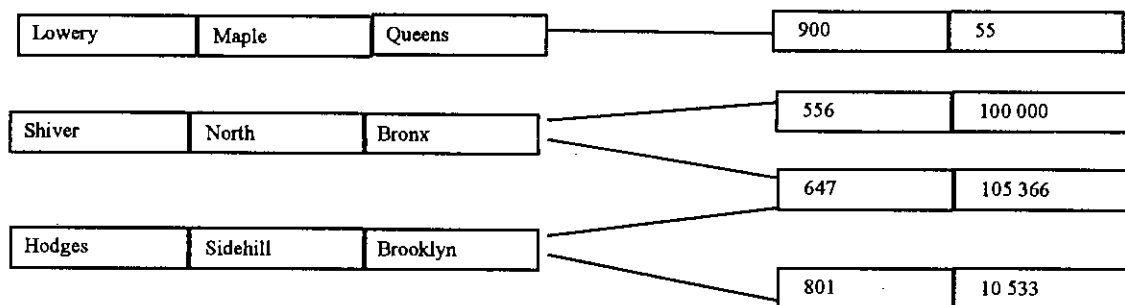 Lowery Maple Queens 900 55
556 100 000
Shiver North Bronx
647 105 366
Hodges Sidehill Brooklyn
801 10 533